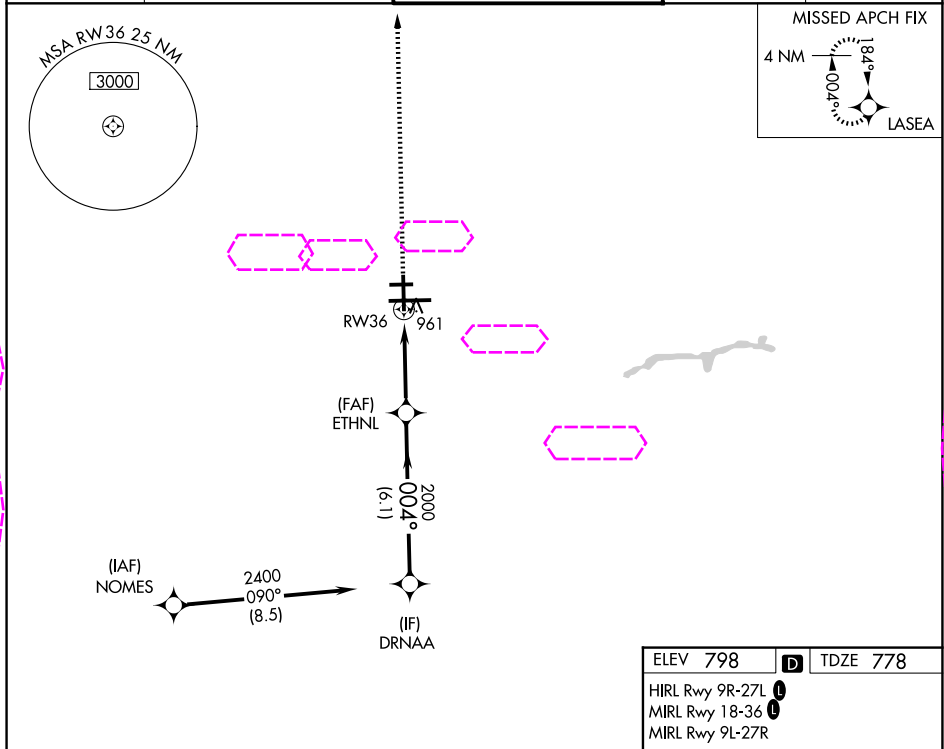 MSA RW36 25 NM
3000
MISSED APCH FIX
4 NM
184°
004°
LASEA
RW36
961
(FAF)
ETHNL
2000
004°
(6.1)
(IAF)
NOMES
2400
090°
(8.5)
(IF)
DRNAA
ELEV 798 D TDZE 778
HIRL Rwy 9R-27L L
MIRL Rwy 18-36 L
MIRL Rwy 9L-27R